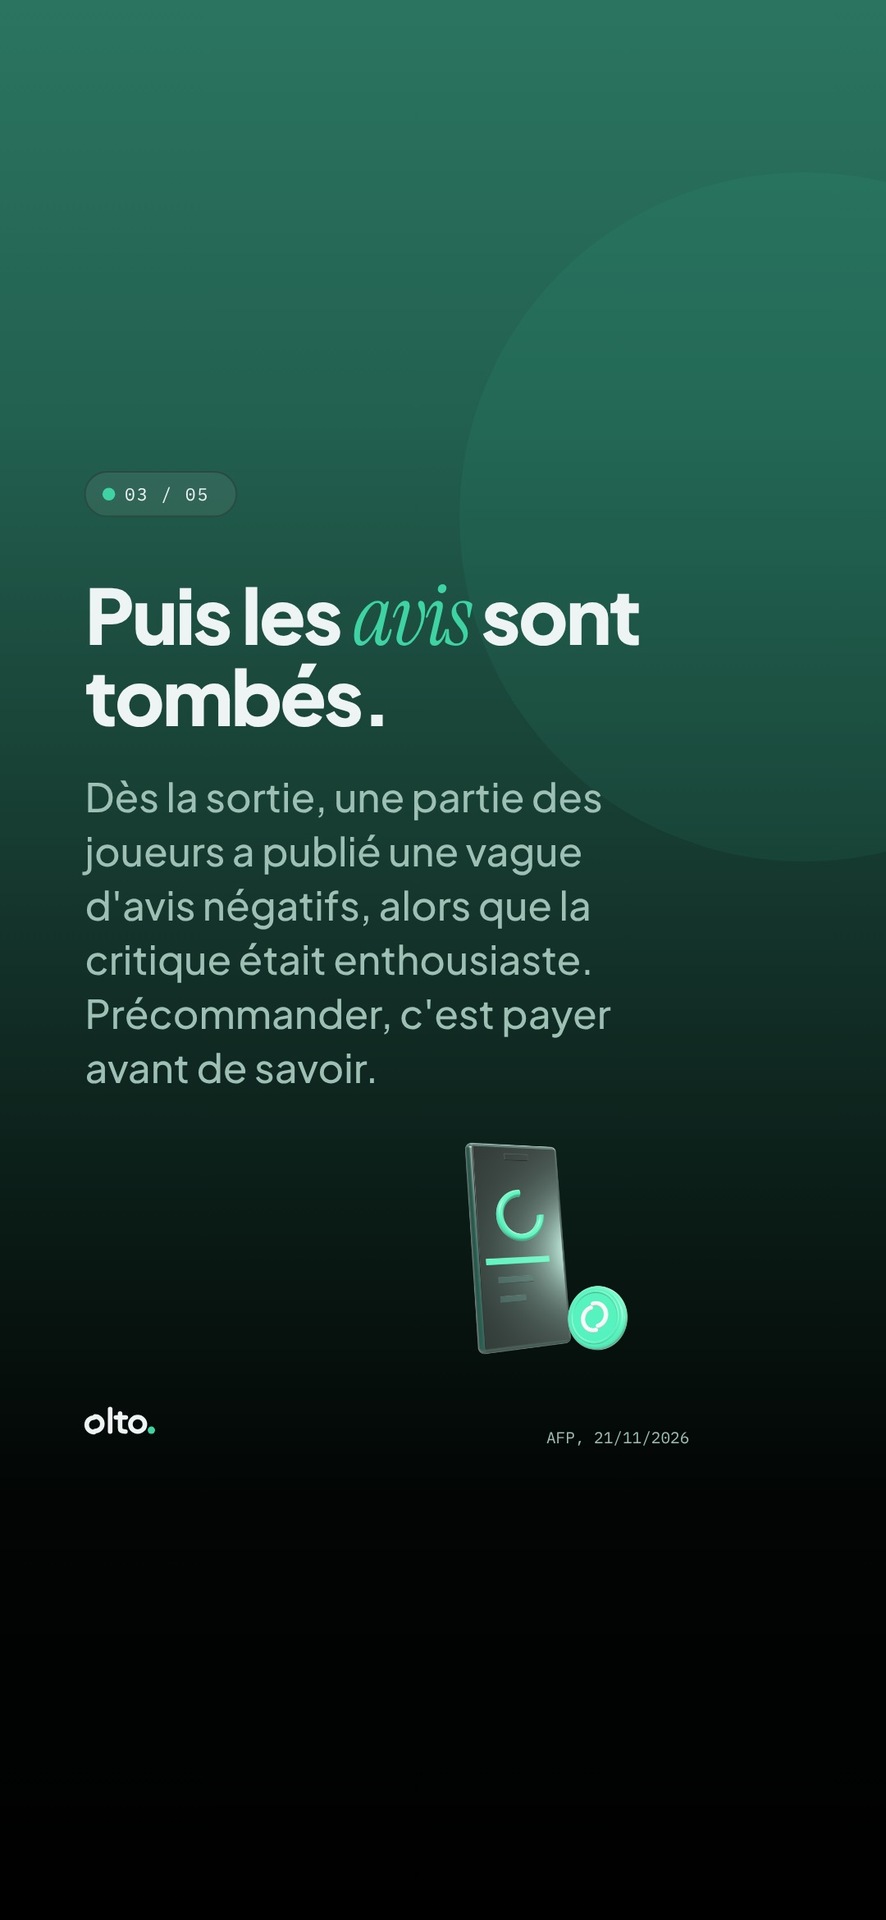 03 / 05
Puis les avis sont
tombés.
Dès la sortie, une partie des
joueurs a publié une vague
d'avis négatifs, alors que la
critique était enthousiaste.
Précommander, c'est payer
avant de savoir.
olto.
AFP, 21/11/2026